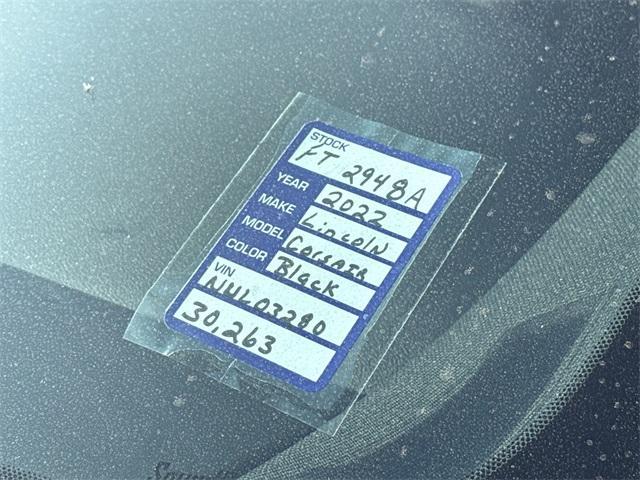 STOCK
FT 2948A
YEAR 2022
MAKE Lincoln
MODEL Corsair
COLOR Black
VIN
NUL03280
30,263